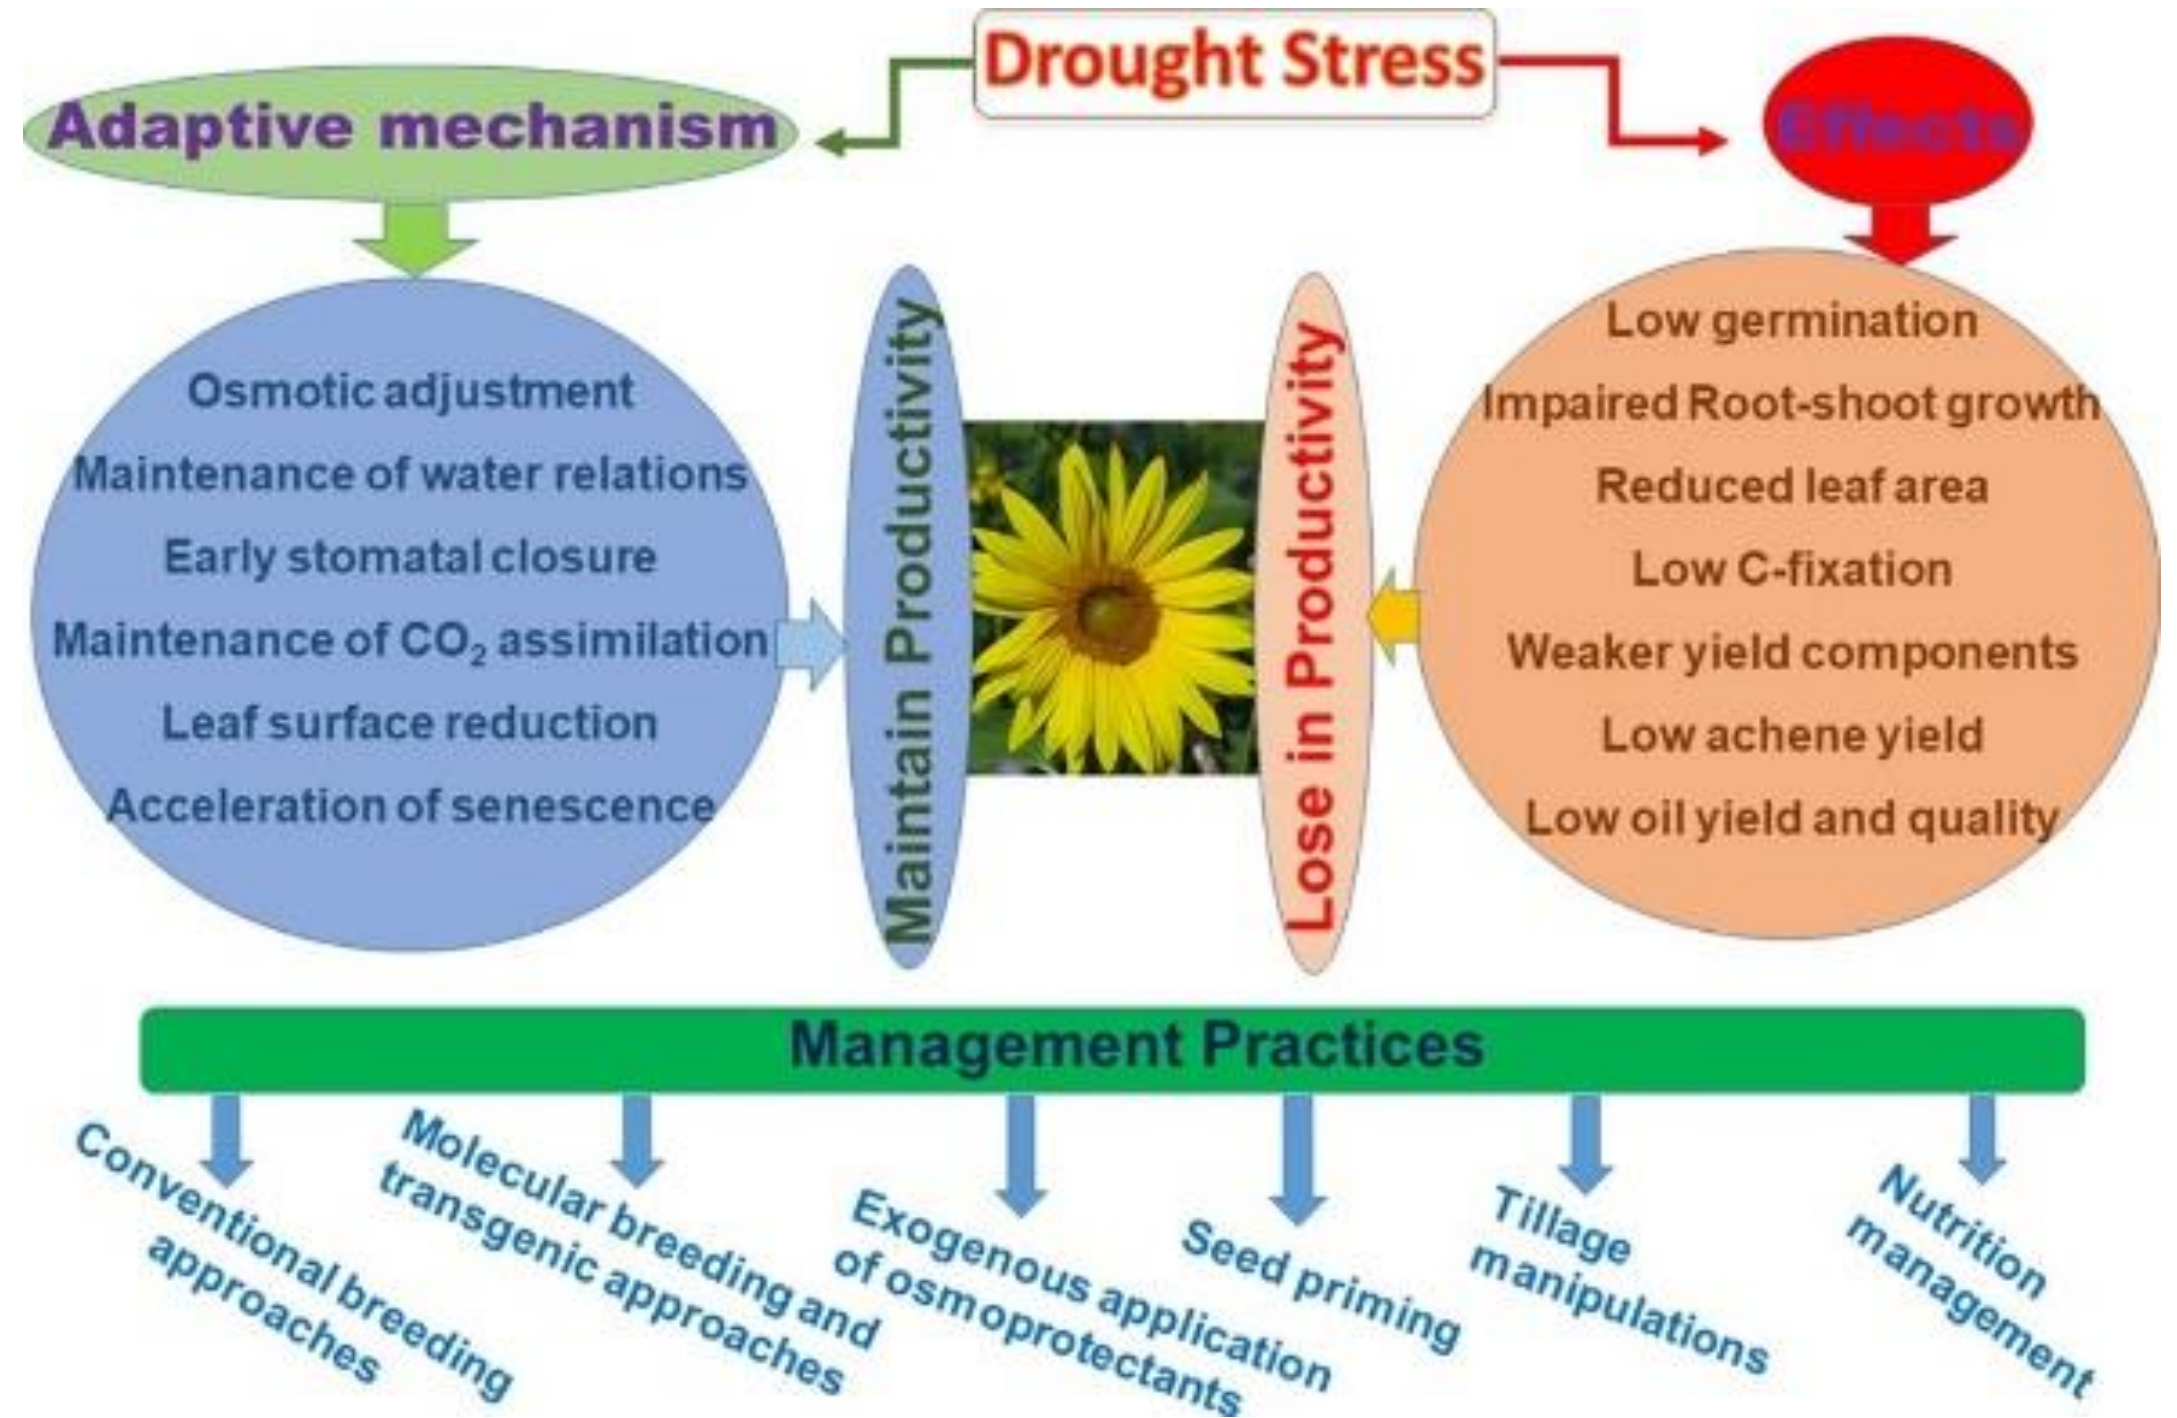 Drought Stress
Adaptive mechanism
Effects
Osmotic adjustment
Maintenance of water relations
Early stomatal closure
Maintenance of CO₂ assimilation
Leaf surface reduction
Acceleration of senescence
Maintain Productivity
Lose in Productivity
Low germination
Impaired Root-shoot growth
Reduced leaf area
Low C-fixation
Weaker yield components
Low achene yield
Low oil yield and quality
Management Practices
Conventional breeding
approaches
Molecular breeding and
transgenic approaches
Exogenous application
of osmoprotectants
Seed priming
Tillage
manipulations
Nutrition
management